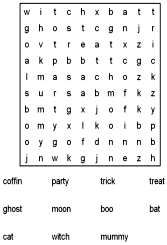 w i t c h x b a t t
g h o s t c g n j r
o v t r e a t x z i
a k p b b t t c g c
l m a s a c h o z k
s u r s a b m f k z
b m t g x j o f k y
o m y x l k o i b p
o y g o f d n n n b
j n w k g j n e z h
coffin party trick treat
ghost moon boo bat
cat witch mummy